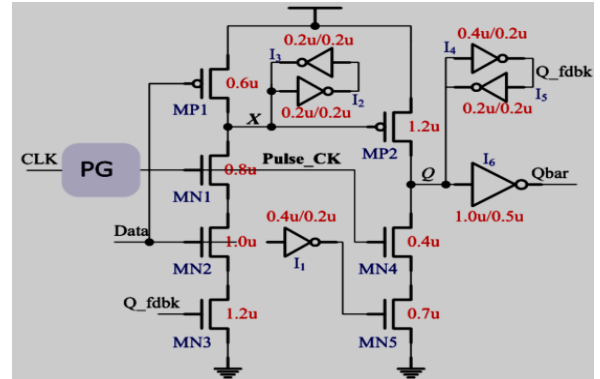 0.2u/0.2u
I3
0.2u/0.2u
I2
0.4u/0.2u
I4
Q_fdbk
0.2u/0.2u
I5
0.6u
MP1
X
1.2u
MP2
CLK
PG
0.8u
MN1
Pulse_CK
Q
I6
Qbar
1.0u/0.5u
Data
0.4u/0.2u
I1
1.0u
MN2
0.4u
MN4
Q_fdbk
1.2u
MN3
0.7u
MN5